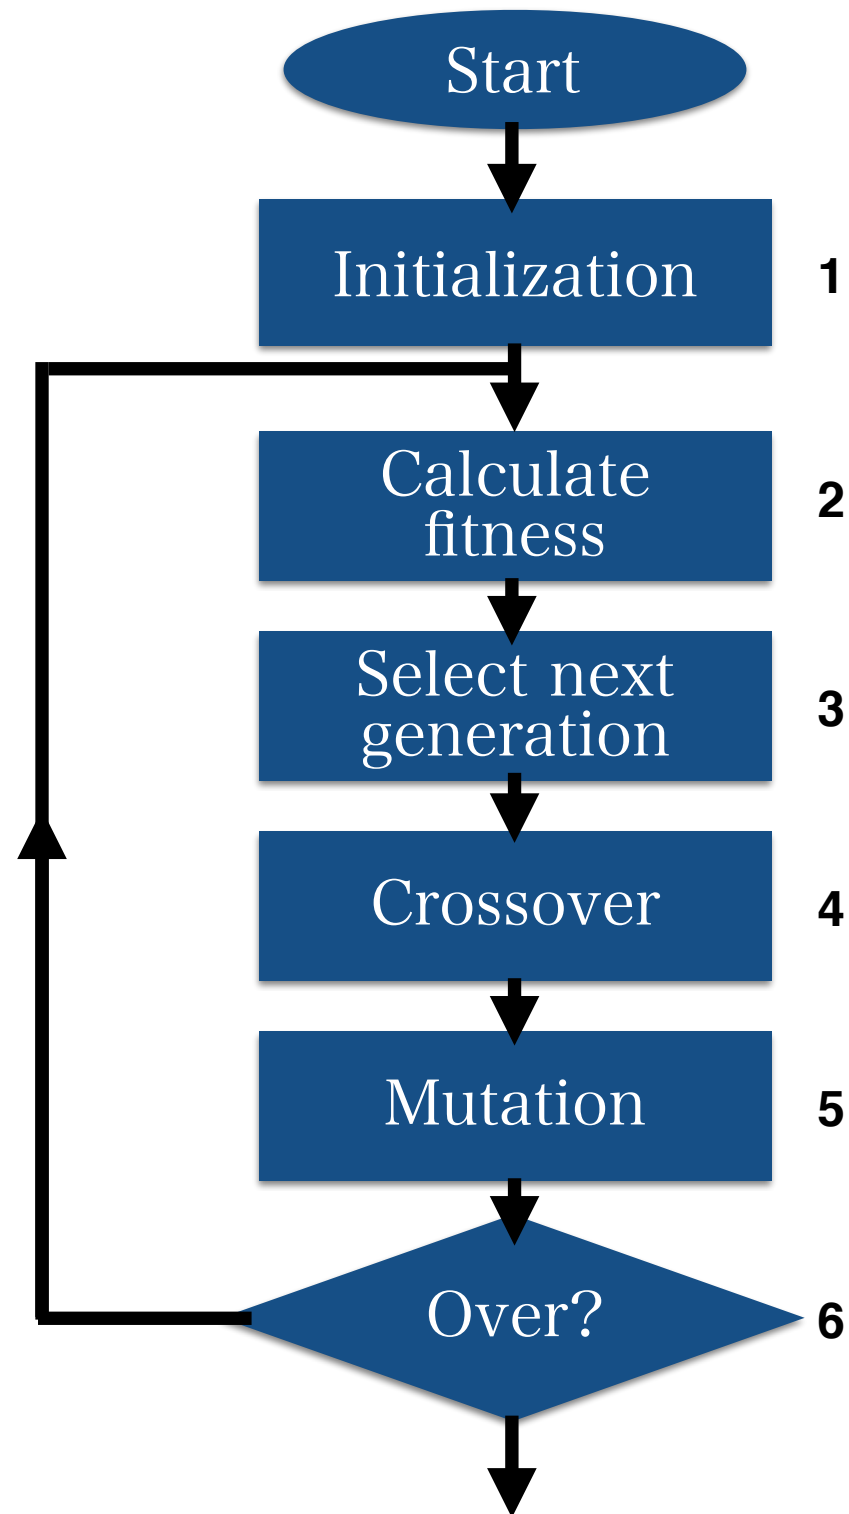 Start
Initialization
1
Calculate
fitness
2
Select next
generation
3
Crossover
4
Mutation
5
Over?
6